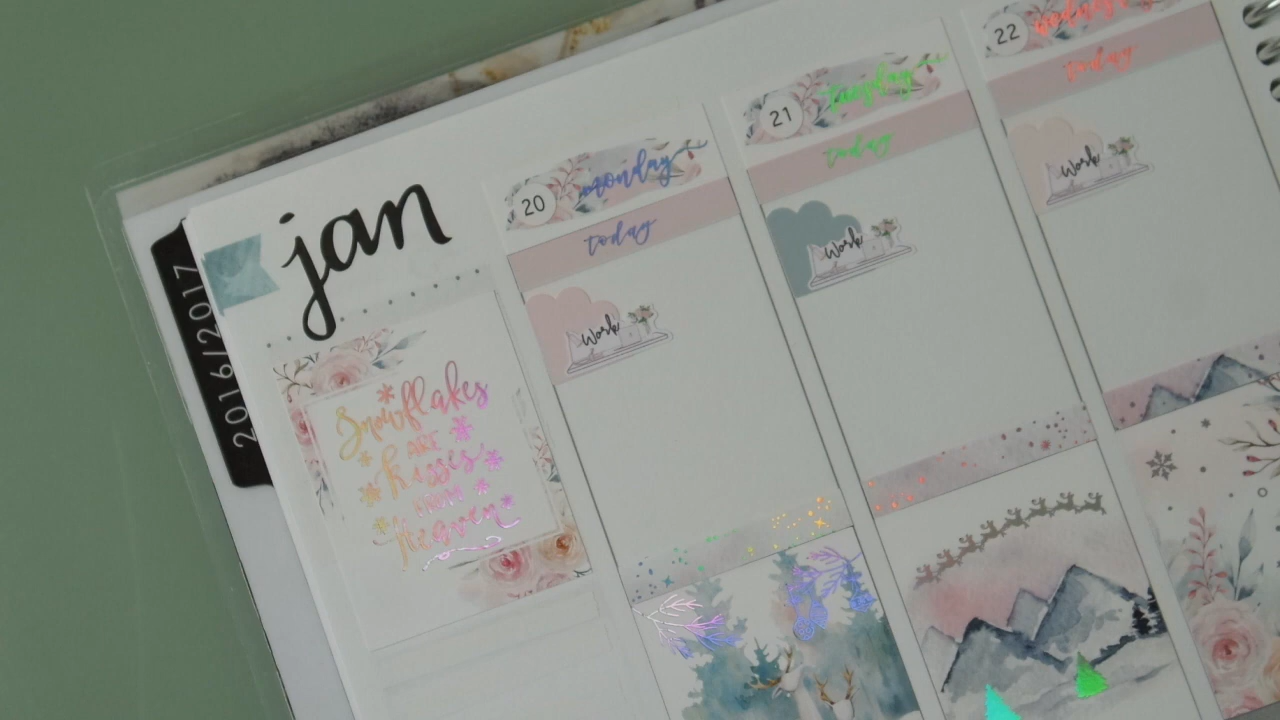 jan
2016/2017
Snowflakes
ARE
kisses
FROM
heaven
20
monday
today
Work
21
tuesday
today
Work
22
wednesday
today
Work